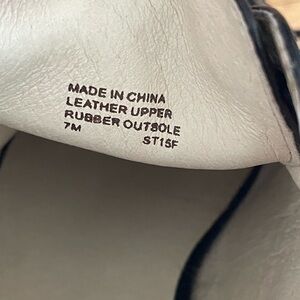 MADE IN CHINA
LEATHER UPPER
RUBBER OUTSOLE
7M
ST15F